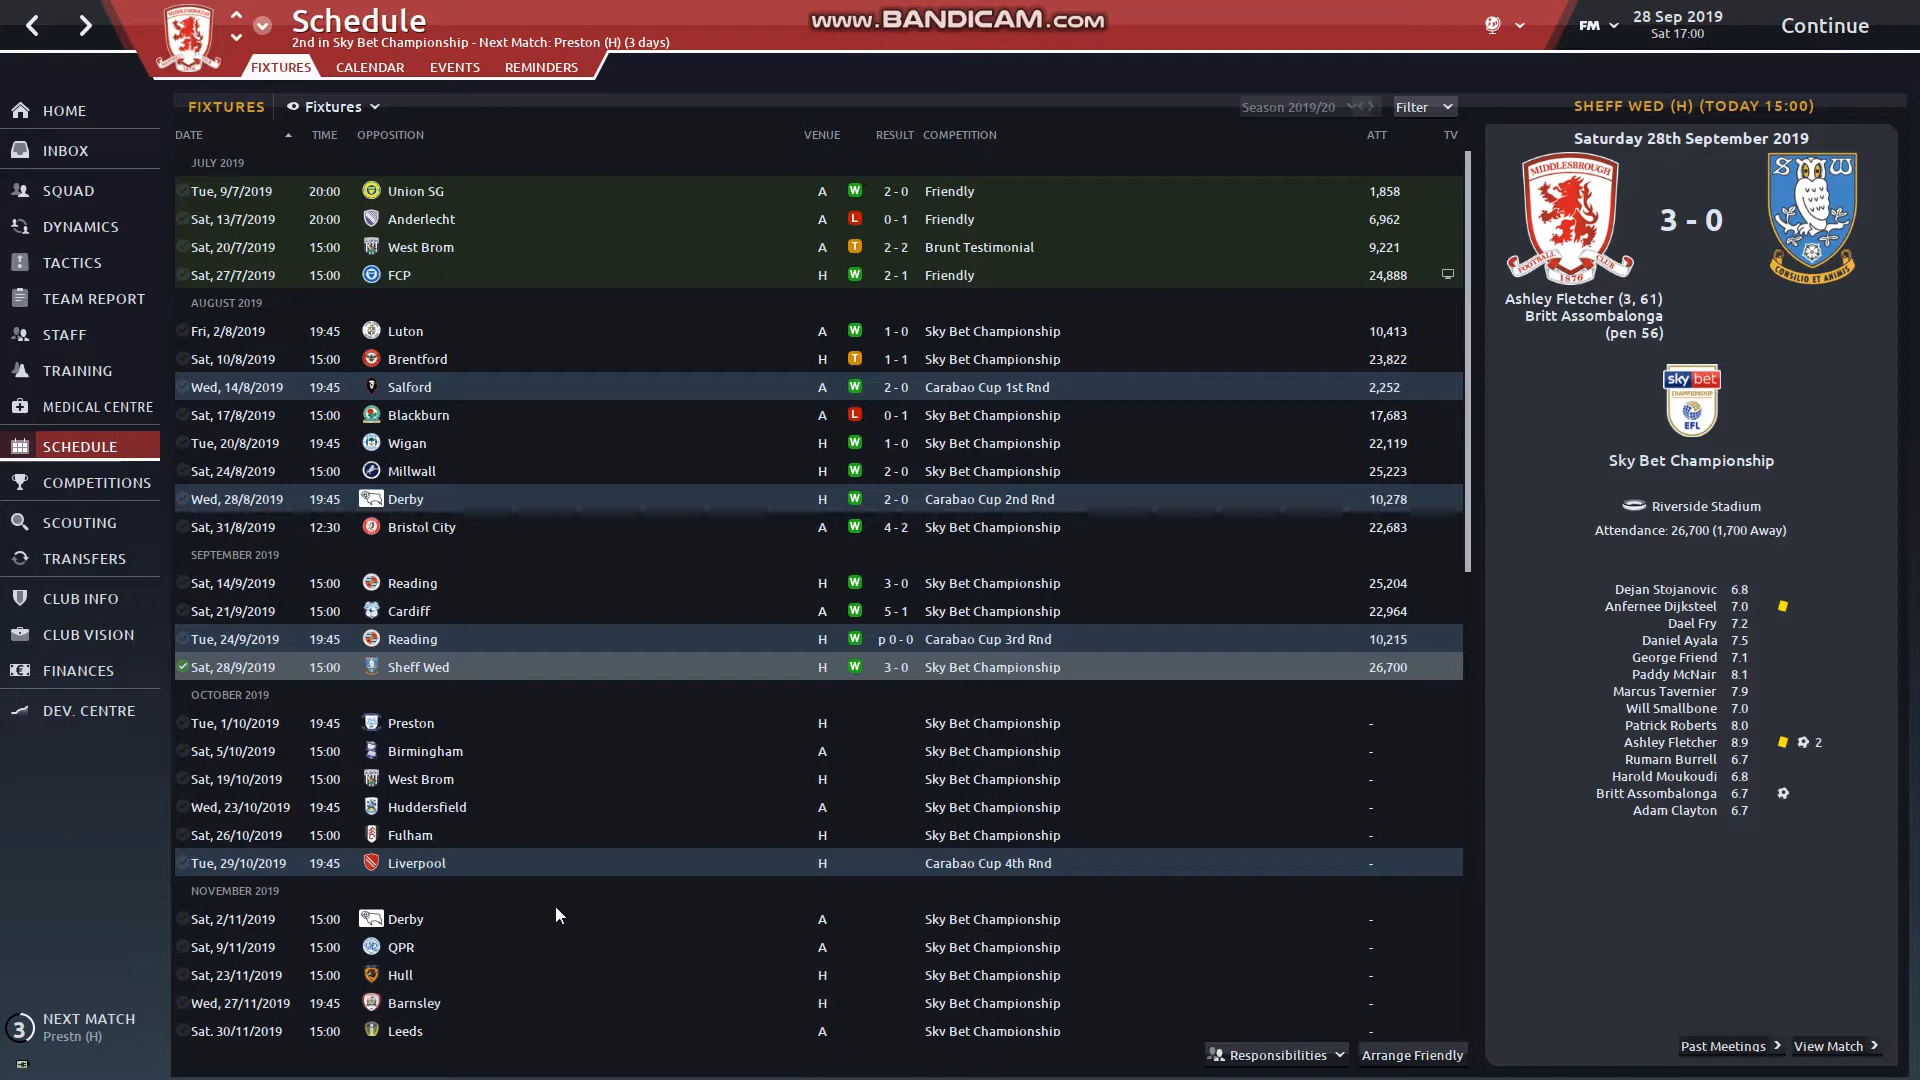 Schedule
2nd in Sky Bet Championship - Next Match: Preston (H) (3 days)
www.BANDICAM.com
FM
28 Sep 2019
Sat 17:00
Continue
FIXTURES CALENDAR EVENTS REMINDERS
HOME
INBOX
SQUAD
DYNAMICS
TACTICS
TEAM REPORT
STAFF
TRAINING
MEDICAL CENTRE
SCHEDULE
COMPETITIONS
SCOUTING
TRANSFERS
CLUB INFO
CLUB VISION
FINANCES
DEV. CENTRE
3 NEXT MATCH
Prestn (H)
FIXTURES Fixtures Season 2019/20 Filter
DATE TIME OPPOSITION VENUE RESULT COMPETITION ATT TV
JULY 2019
Tue, 9/7/2019 20:00 Union SG A W 2 - 0 Friendly 1,858
Sat, 13/7/2019 20:00 Anderlecht A L 0 - 1 Friendly 6,962
Sat, 20/7/2019 15:00 West Brom A T 2 - 2 Brunt Testimonial 9,221
Sat, 27/7/2019 15:00 FCP H W 2 - 1 Friendly 24,888
AUGUST 2019
Fri, 2/8/2019 19:45 Luton A W 1 - 0 Sky Bet Championship 10,413
Sat, 10/8/2019 15:00 Brentford H T 1 - 1 Sky Bet Championship 23,822
Wed, 14/8/2019 19:45 Salford A W 2 - 0 Carabao Cup 1st Rnd 2,252
Sat, 17/8/2019 15:00 Blackburn A L 0 - 1 Sky Bet Championship 17,683
Tue, 20/8/2019 19:45 Wigan H W 1 - 0 Sky Bet Championship 22,119
Sat, 24/8/2019 15:00 Millwall H W 2 - 0 Sky Bet Championship 25,223
Wed, 28/8/2019 19:45 Derby H W 2 - 0 Carabao Cup 2nd Rnd 10,278
Sat, 31/8/2019 12:30 Bristol City A W 4 - 2 Sky Bet Championship 22,683
SEPTEMBER 2019
Sat, 14/9/2019 15:00 Reading H W 3 - 0 Sky Bet Championship 25,204
Sat, 21/9/2019 15:00 Cardiff A W 5 - 1 Sky Bet Championship 22,964
Tue, 24/9/2019 19:45 Reading H W p 0 - 0 Carabao Cup 3rd Rnd 10,215
Sat, 28/9/2019 15:00 Sheff Wed H W 3 - 0 Sky Bet Championship 26,700
OCTOBER 2019
Tue, 1/10/2019 19:45 Preston H Sky Bet Championship -
Sat, 5/10/2019 15:00 Birmingham A Sky Bet Championship -
Sat, 19/10/2019 15:00 West Brom H Sky Bet Championship -
Wed, 23/10/2019 19:45 Huddersfield A Sky Bet Championship -
Sat, 26/10/2019 15:00 Fulham H Sky Bet Championship -
Tue, 29/10/2019 19:45 Liverpool H Carabao Cup 4th Rnd -
NOVEMBER 2019
Sat, 2/11/2019 15:00 Derby A Sky Bet Championship -
Sat, 9/11/2019 15:00 QPR A Sky Bet Championship -
Sat, 23/11/2019 15:00 Hull H Sky Bet Championship -
Wed, 27/11/2019 19:45 Barnsley H Sky Bet Championship -
Sat, 30/11/2019 15:00 Leeds A Sky Bet Championship -
Responsibilities Arrange Friendly
SHEFF WED (H) (TODAY 15:00)
Saturday 28th September 2019
MIDDLESBROUGH
FOOTBALL CLUB
1876
3 - 0
S W
CONSILIO ET ANIMIS
Ashley Fletcher (3, 61)
Britt Assombalonga
(pen 56)
sky bet
CHAMPIONSHIP
EFL
Sky Bet Championship
Riverside Stadium
Attendance: 26,700 (1,700 Away)
Dejan Stojanovic 6.8
Anfernee Dijksteel 7.0
Dael Fry 7.2
Daniel Ayala 7.5
George Friend 7.1
Paddy McNair 8.1
Marcus Tavernier 7.9
Will Smallbone 7.0
Patrick Roberts 8.0
Ashley Fletcher 8.9 2
Rumarn Burrell 6.7
Harold Moukoudi 6.8
Britt Assombalonga 6.7
Adam Clayton 6.7
Past Meetings View Match